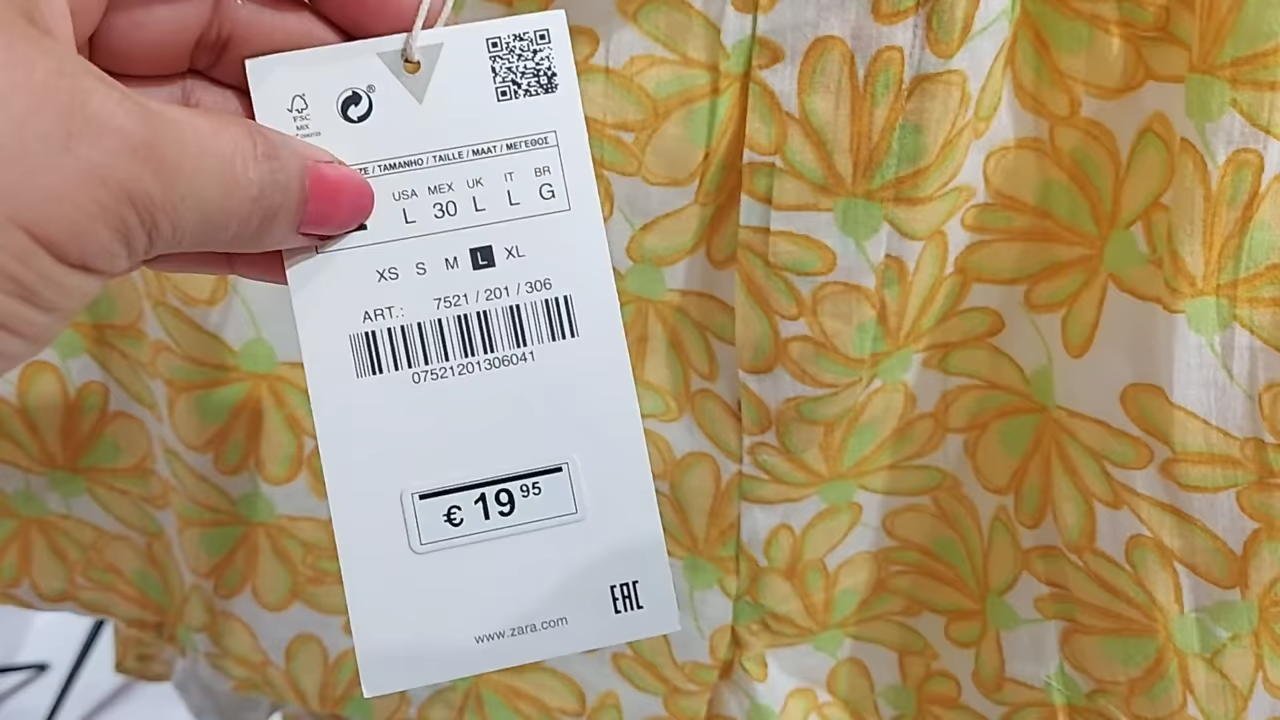 FSC
MIX
®
/ TAMANHO / TAILLE / MAAT / ΜΕΓΕΘΟΣ
USA MEX UK IT BR
L 30 L L G
XS S M L XL
ART.: 7521 / 201 / 306
07521201306041
€ 19 95
EAC
www.zara.com